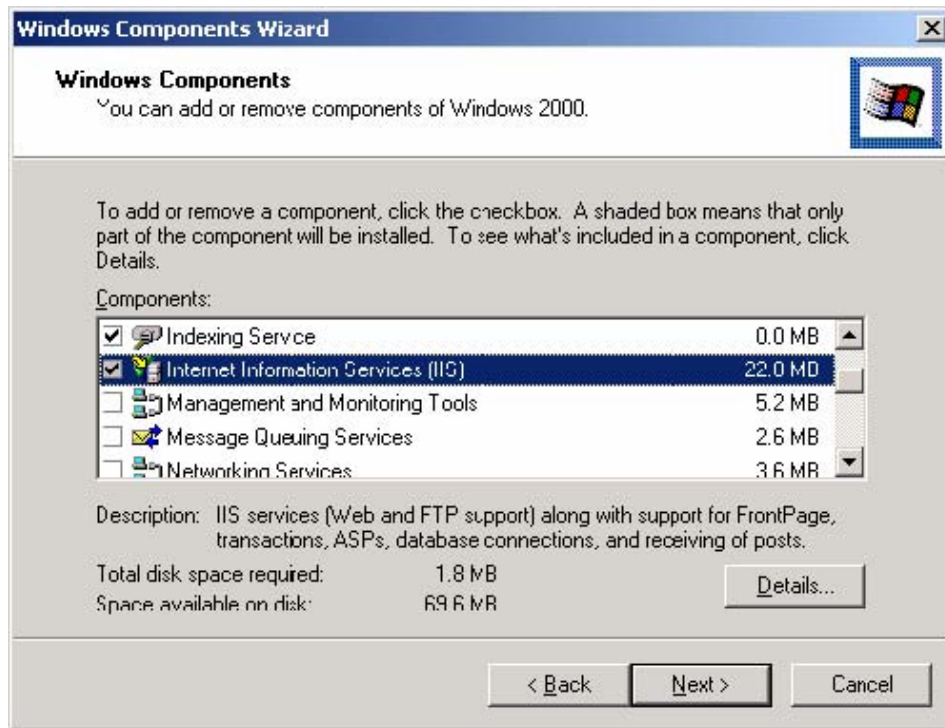 Windows Components Wizard
Windows Components
You can add or remove components of Windows 2000.
To add or remove a component, click the checkbox. A shaded box means that only
part of the component will be installed. To see what's included in a component, click
Details.
Components:
Indexing Service 0.0 MB
Internet Information Services (IIS) 22.0 MB
Management and Monitoring Tools 5.2 MB
Message Queuing Services 2.6 MB
Networking Services 3.6 MB
Description: IIS services (Web and FTP support) along with support for FrontPage,
transactions, ASPs, database connections, and receiving of posts.
Total disk space required: 1.8 MB
Space available on disk: 69.6 MB
Details...
< Back Next > Cancel